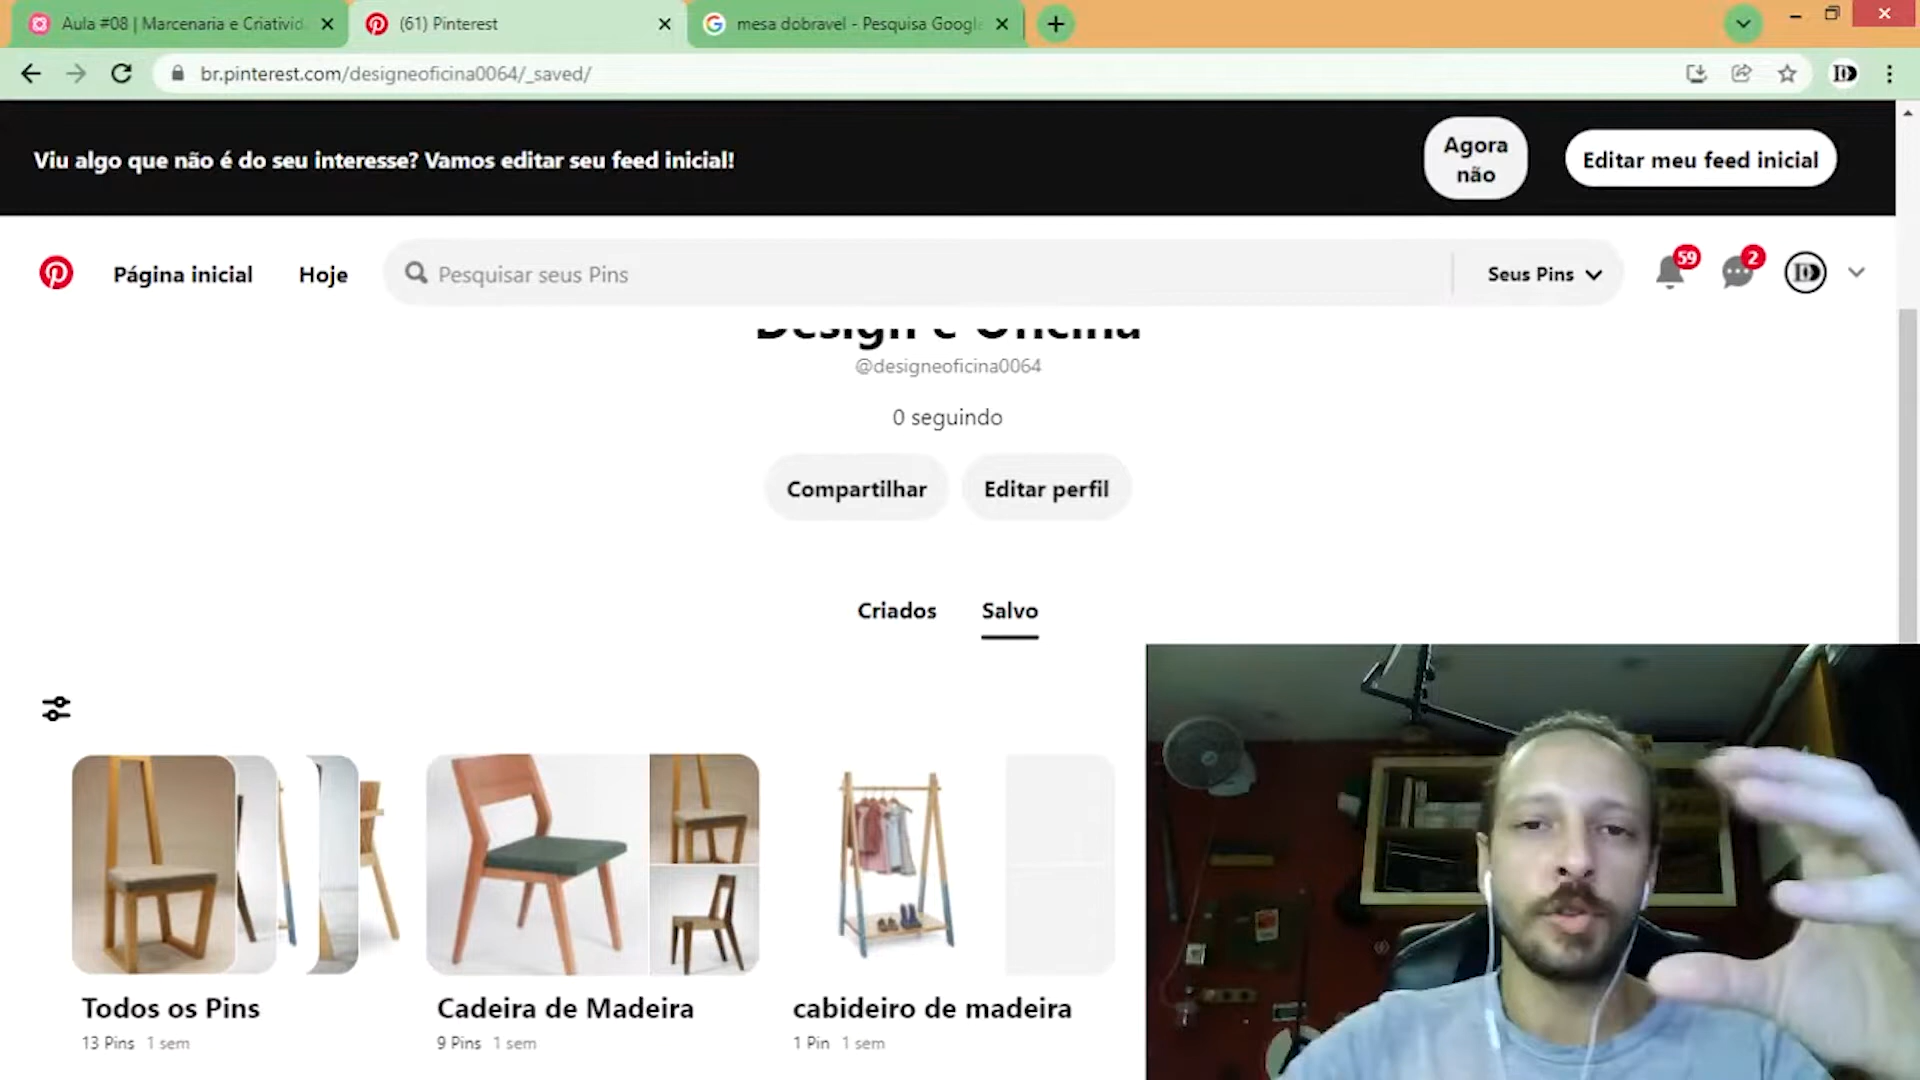 Aula #08 | Marcenaria e Criativid
(61) Pinterest
mesa dobravel - Pesquisa Google
br.pinterest.com/designeoficina0064/_saved/
Viu algo que não é do seu interesse? Vamos editar seu feed inicial!
Agora
não
Editar meu feed inicial
Página inicial
Hoje
Pesquisar seus Pins
Seus Pins
59
2
Design e Oficina
@designeoficina0064
0 seguindo
Compartilhar
Editar perfil
Criados
Salvo
Todos os Pins
13 Pins 1 sem
Cadeira de Madeira
9 Pins 1 sem
cabideiro de madeira
1 Pin 1 sem